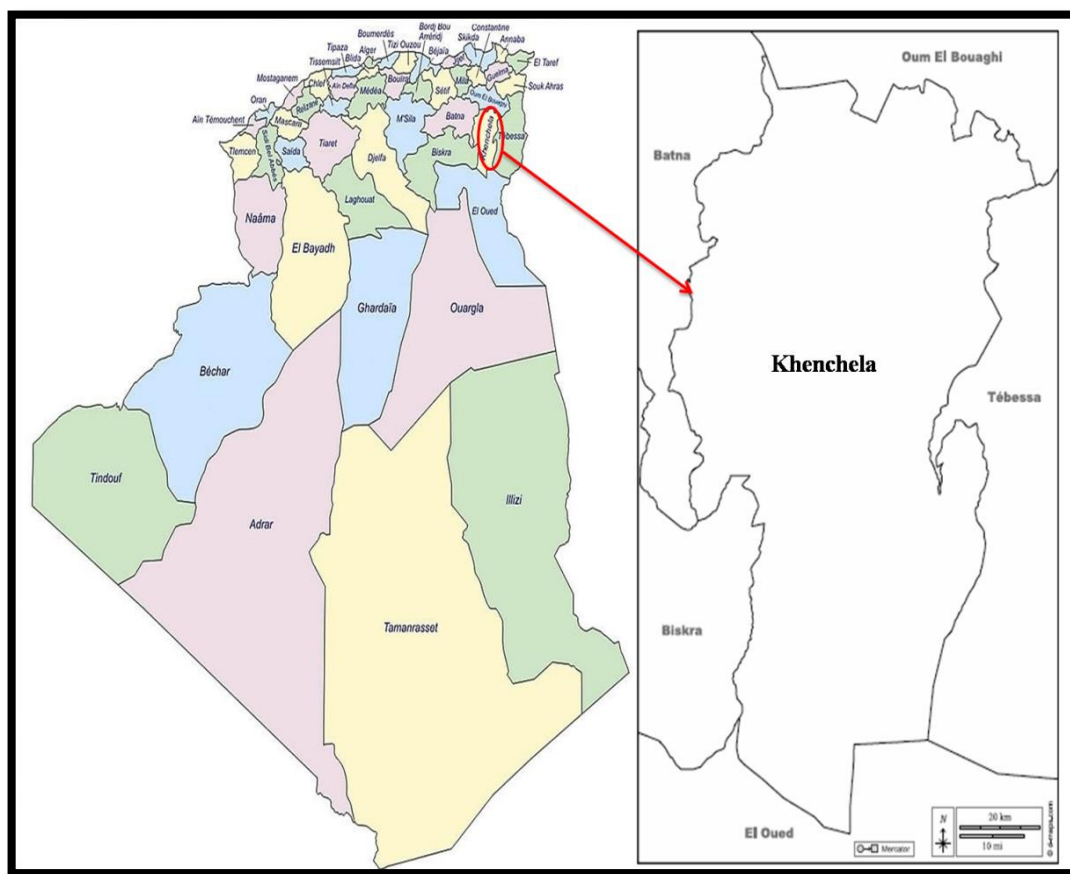 Bordj Bou
Arréridj
Constantine
Boumerdès
Skikda
Tipaza
Alger
Tizi Ouzou
Béjaïa
Annaba
Tissemsilt
Blida
El Taref
Mostaganem
Chlef
Aïn Defla
Bouira
Mila
Guelma
Oran
Relizane
Médéa
Sétif
Souk Ahras
Oum El Bouaghi
Mascara
M'Sila
Batna
Khenchela
Tébessa
Aïn Témouchent
Tlemcen
Sidi Bel Abbès
Saïda
Tiaret
Djelfa
Biskra
Laghouat
El Oued
Naâma
El Bayadh
Ghardaïa
Ouargla
Béchar
Tindouf
Adrar
Illizi
Tamanrasset
Oum El Bouaghi
Batna
Khenchela
Tébessa
Biskra
El Oued
N
20 km
10 mi
Mercator
© d-maps.com